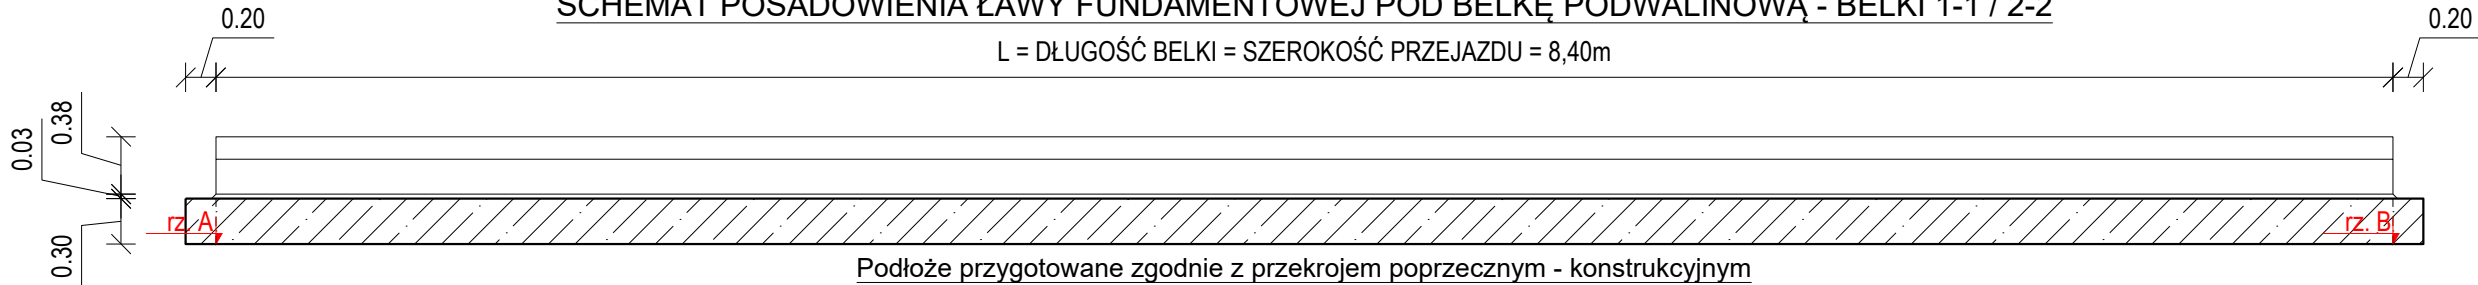 SCHEMAT POSADOWIENIA ŁAWY FUNDAMENTOWEJ POD BELKĘ PODWALINOWĄ - BELKI 1-1 / 2-2
0.20
0.20
L = DŁUGOŚĆ BELKI = SZEROKOŚĆ PRZEJAZDU = 8,40m
0.38
0.03
rz. A
rz. B
0.30
Podłoże przygotowane zgodnie z przekrojem poprzecznym - konstrukcyjnym